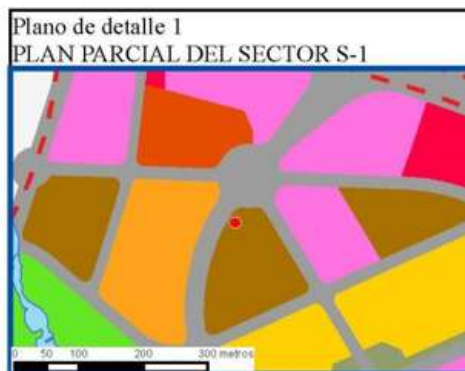 Plano de detalle 1
PLAN PARCIAL DEL SECTOR S-1
0 50 100 200 300 metros